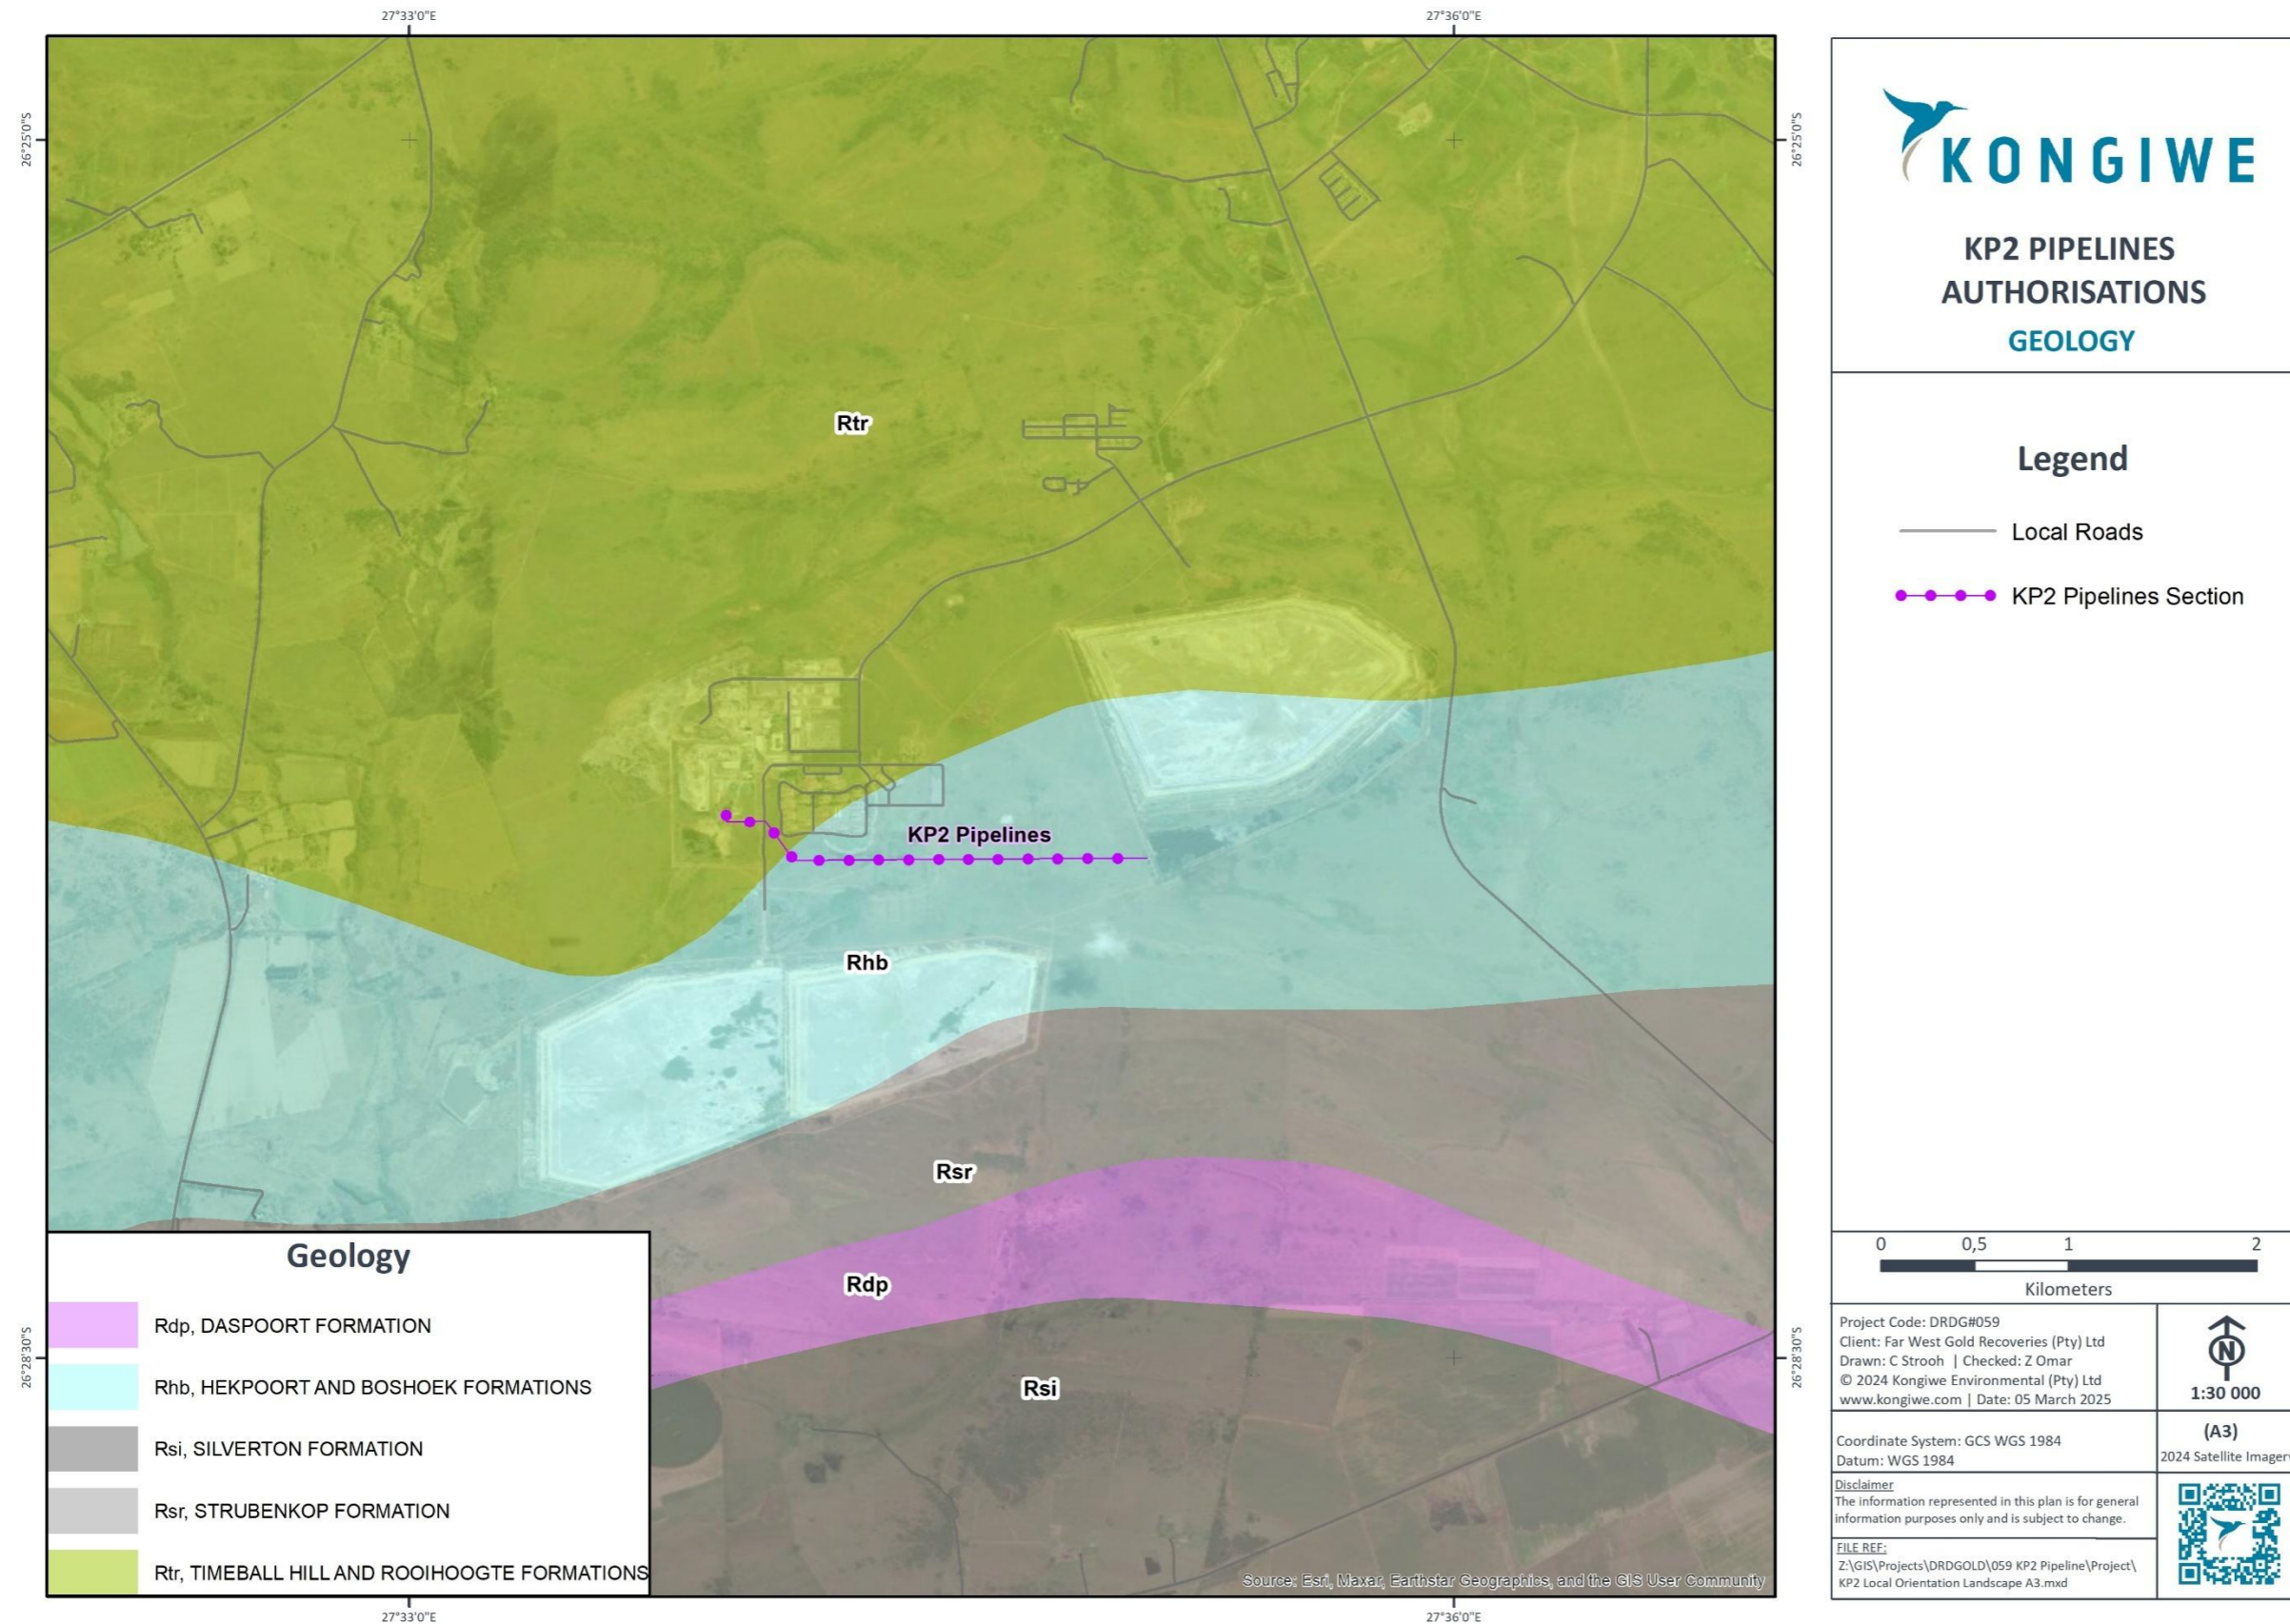 27°33'0"E
27°36'0"E
26°25'0"S
26°25'0"S
Rtr
KP2 Pipelines
Rhb
Rsr
Rdp
Rsi
26°28'30"S
26°28'30"S
Geology
Rdp, DASPOORT FORMATION
Rhb, HEKPOORT AND BOSHOEK FORMATIONS
Rsi, SILVERTON FORMATION
Rsr, STRUBENKOP FORMATION
Rtr, TIMEBALL HILL AND ROOIHOOGTE FORMATIONS
Source: Esri, Maxar, Earthstar Geographics, and the GIS User Community
27°33'0"E
27°36'0"E
KONGIWE
KP2 PIPELINES
AUTHORISATIONS
GEOLOGY
Legend
Local Roads
KP2 Pipelines Section
0 0,5 1 2
Kilometers
Project Code: DRDG#059
Client: Far West Gold Recoveries (Pty) Ltd
Drawn: C Strooh | Checked: Z Omar
© 2024 Kongiwe Environmental (Pty) Ltd
www.kongiwe.com | Date: 05 March 2025
N
1:30 000
Coordinate System: GCS WGS 1984
Datum: WGS 1984
(A3)
2024 Satellite Imagery
Disclaimer
The information represented in this plan is for general
information purposes only and is subject to change.
FILE REF:
Z:\GIS\Projects\DRDGOLD\059 KP2 Pipeline\Project\
KP2 Local Orientation Landscape A3.mxd